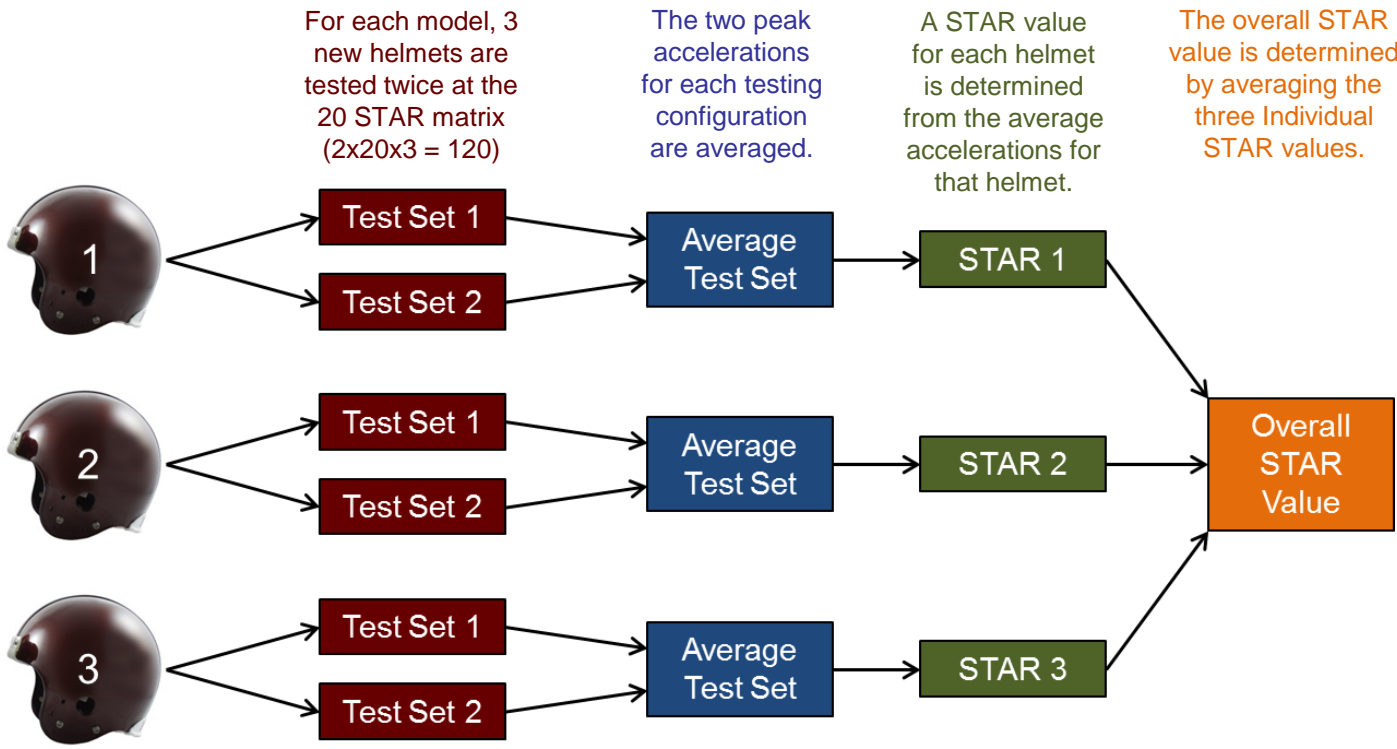 For each model, 3
new helmets are
tested twice at the
20 STAR matrix
(2x20x3 = 120)
The two peak
accelerations
for each testing
configuration
are averaged.
A STAR value
for each helmet
is determined
from the average
accelerations for
that helmet.
The overall STAR
value is determined
by averaging the
three Individual
STAR values.
1
Test Set 1
Test Set 2
Average
Test Set
STAR 1
2
Test Set 1
Test Set 2
Average
Test Set
STAR 2
Overall
STAR
Value
3
Test Set 1
Test Set 2
Average
Test Set
STAR 3